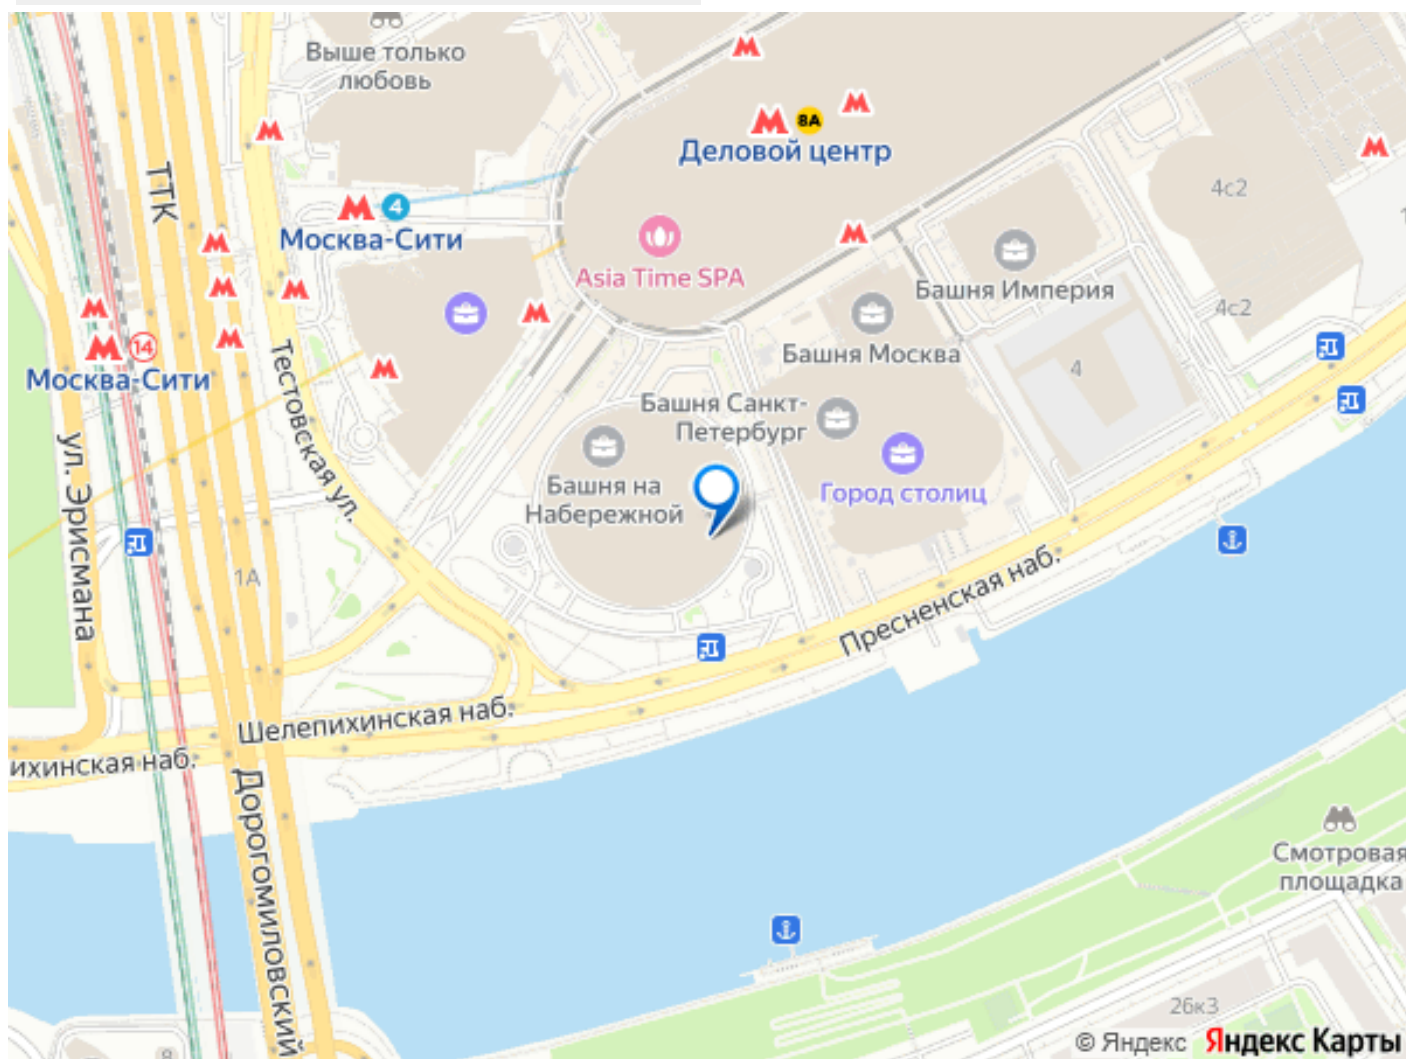 Выше только
любовь
8А
Деловой центр
4с2
ТТК
4
Москва-Сити
Asia Time SPA
Башня Империя
4с2
14
Москва-Сити
Башня Москва
4
Тестовская ул.
Башня Санкт-
Петербург
ул. Эрисмана
Башня на
Набережной
Город столиц
1А
Пресненская наб.
Шелепихинская наб.
ихинская наб.
Дорогомиловский
Смотровая
площадка
26к3
© Яндекс Яндекс Карты